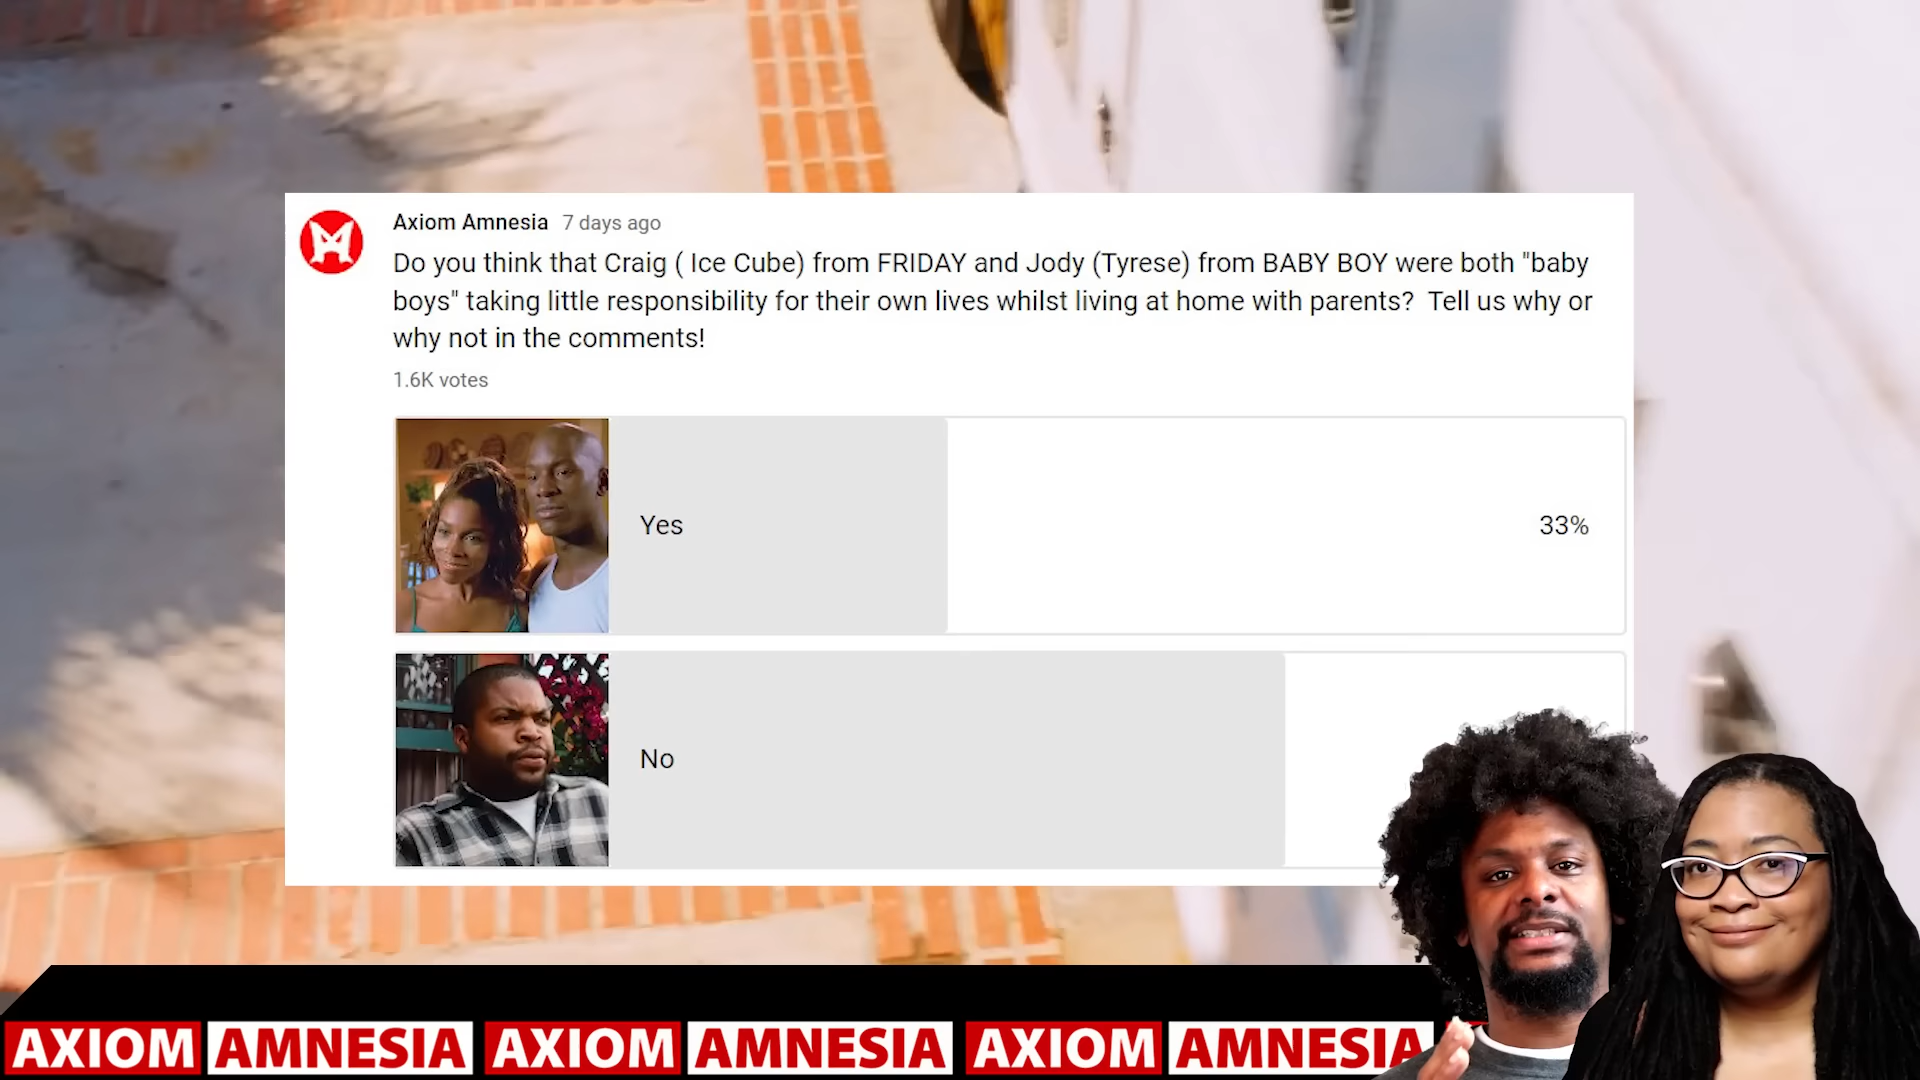 Axiom Amnesia 7 days ago
Do you think that Craig ( Ice Cube) from FRIDAY and Jody (Tyrese) from BABY BOY were both "baby
boys" taking little responsibility for their own lives whilst living at home with parents? Tell us why or
why not in the comments!
1.6K votes
Yes 33%
No
AXIOM AMNESIA AXIOM AMNESIA AXIOM AMNESIA